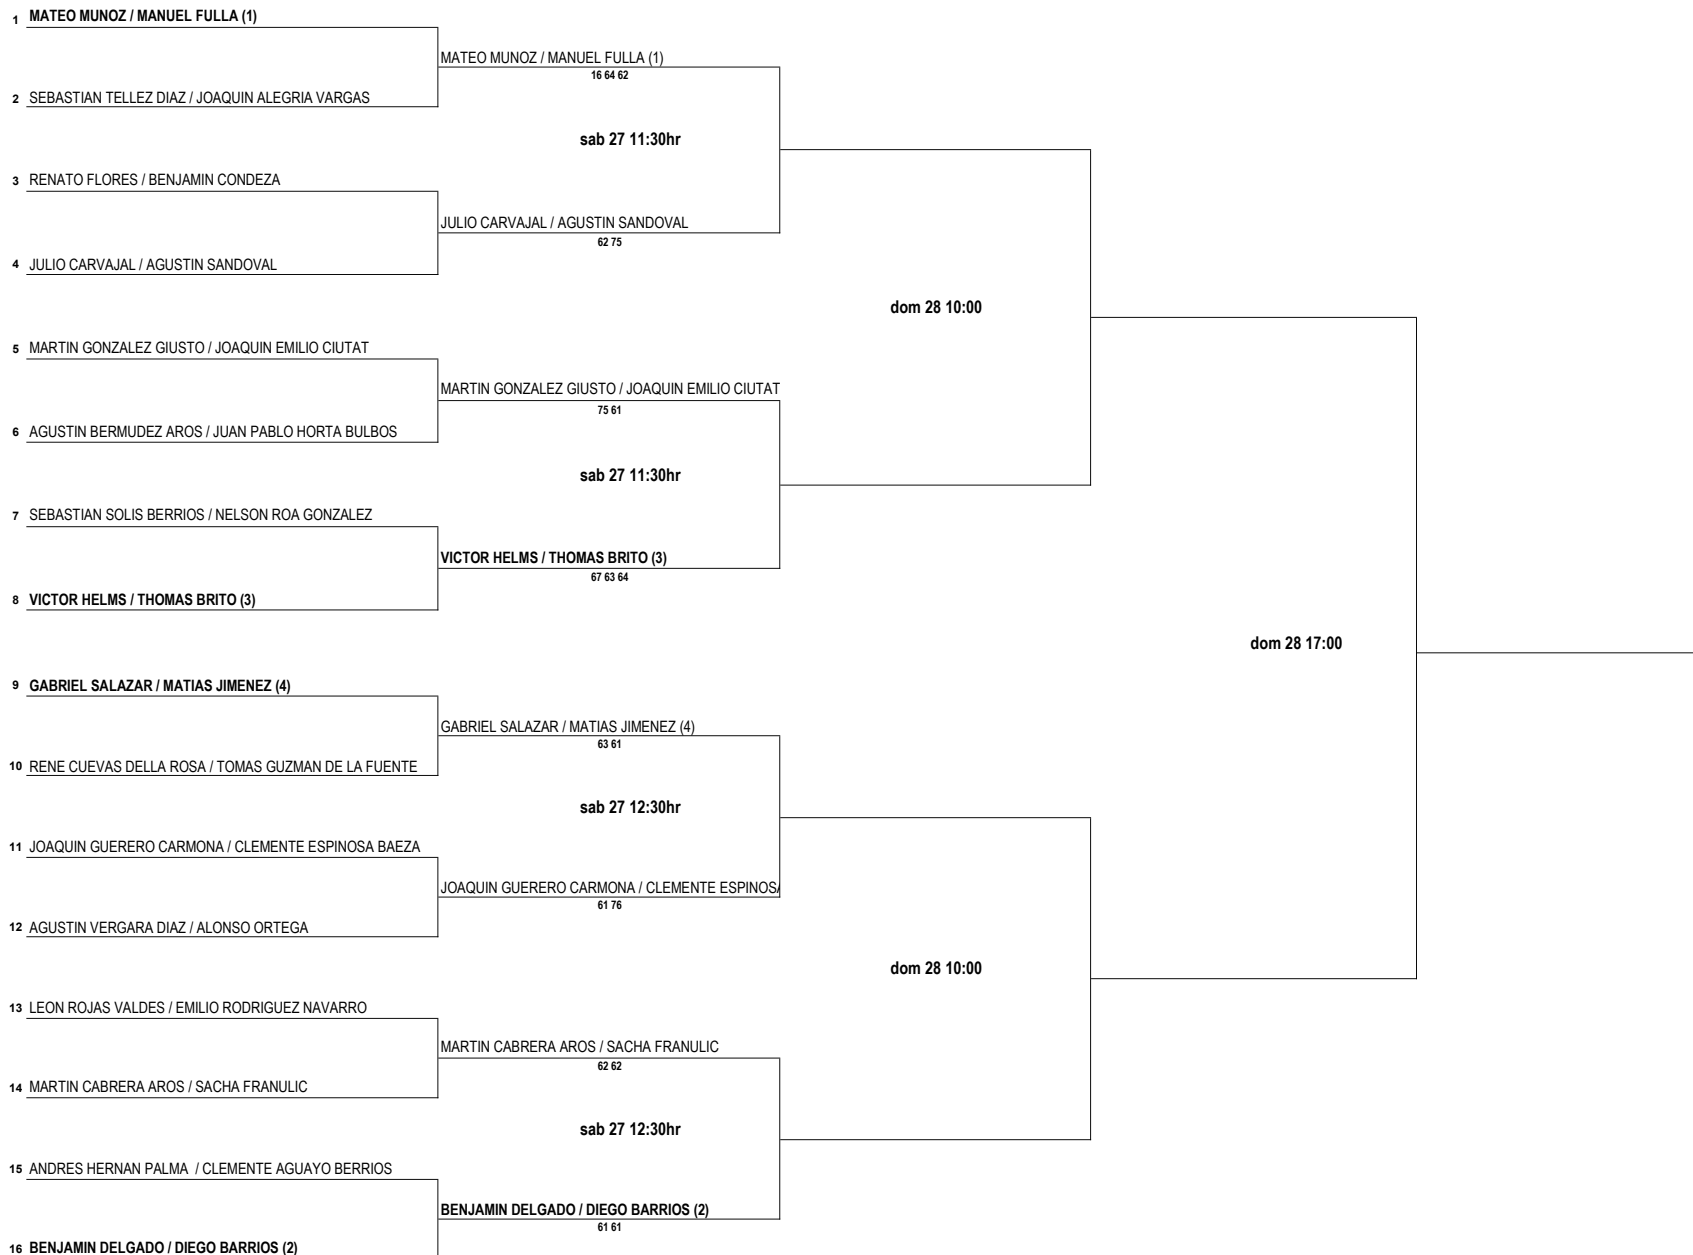 1 MATEO MUNOZ / MANUEL FULLA (1)
MATEO MUNOZ / MANUEL FULLA (1)
16 64 62
2 SEBASTIAN TELLEZ DIAZ / JOAQUIN ALEGRIA VARGAS
sab 27 11:30hr
3 RENATO FLORES / BENJAMIN CONDEZA
JULIO CARVAJAL / AGUSTIN SANDOVAL
62 75
4 JULIO CARVAJAL / AGUSTIN SANDOVAL
dom 28 10:00
5 MARTIN GONZALEZ GIUSTO / JOAQUIN EMILIO CIUTAT
MARTIN GONZALEZ GIUSTO / JOAQUIN EMILIO CIUTAT
75 61
6 AGUSTIN BERMUDEZ AROS / JUAN PABLO HORTA BULBOS
sab 27 11:30hr
7 SEBASTIAN SOLIS BERRIOS / NELSON ROA GONZALEZ
VICTOR HELMS / THOMAS BRITO (3)
67 63 64
8 VICTOR HELMS / THOMAS BRITO (3)
dom 28 17:00
9 GABRIEL SALAZAR / MATIAS JIMENEZ (4)
GABRIEL SALAZAR / MATIAS JIMENEZ (4)
63 61
10 RENE CUEVAS DELLA ROSA / TOMAS GUZMAN DE LA FUENTE
sab 27 12:30hr
11 JOAQUIN GUERERO CARMONA / CLEMENTE ESPINOSA BAEZA
JOAQUIN GUERERO CARMONA / CLEMENTE ESPINOSA
61 76
12 AGUSTIN VERGARA DIAZ / ALONSO ORTEGA
dom 28 10:00
13 LEON ROJAS VALDES / EMILIO RODRIGUEZ NAVARRO
MARTIN CABRERA AROS / SACHA FRANULIC
62 62
14 MARTIN CABRERA AROS / SACHA FRANULIC
sab 27 12:30hr
15 ANDRES HERNAN PALMA / CLEMENTE AGUAYO BERRIOS
BENJAMIN DELGADO / DIEGO BARRIOS (2)
61 61
16 BENJAMIN DELGADO / DIEGO BARRIOS (2)